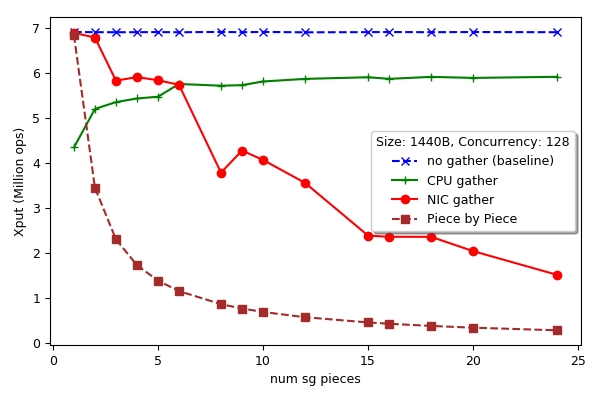 7
6
5
4
3
2
1
0
Xput (Million ops)
Size: 1440B, Concurrency: 128
no gather (baseline)
CPU gather
NIC gather
Piece by Piece
0 5 10 15 20 25
num sg pieces